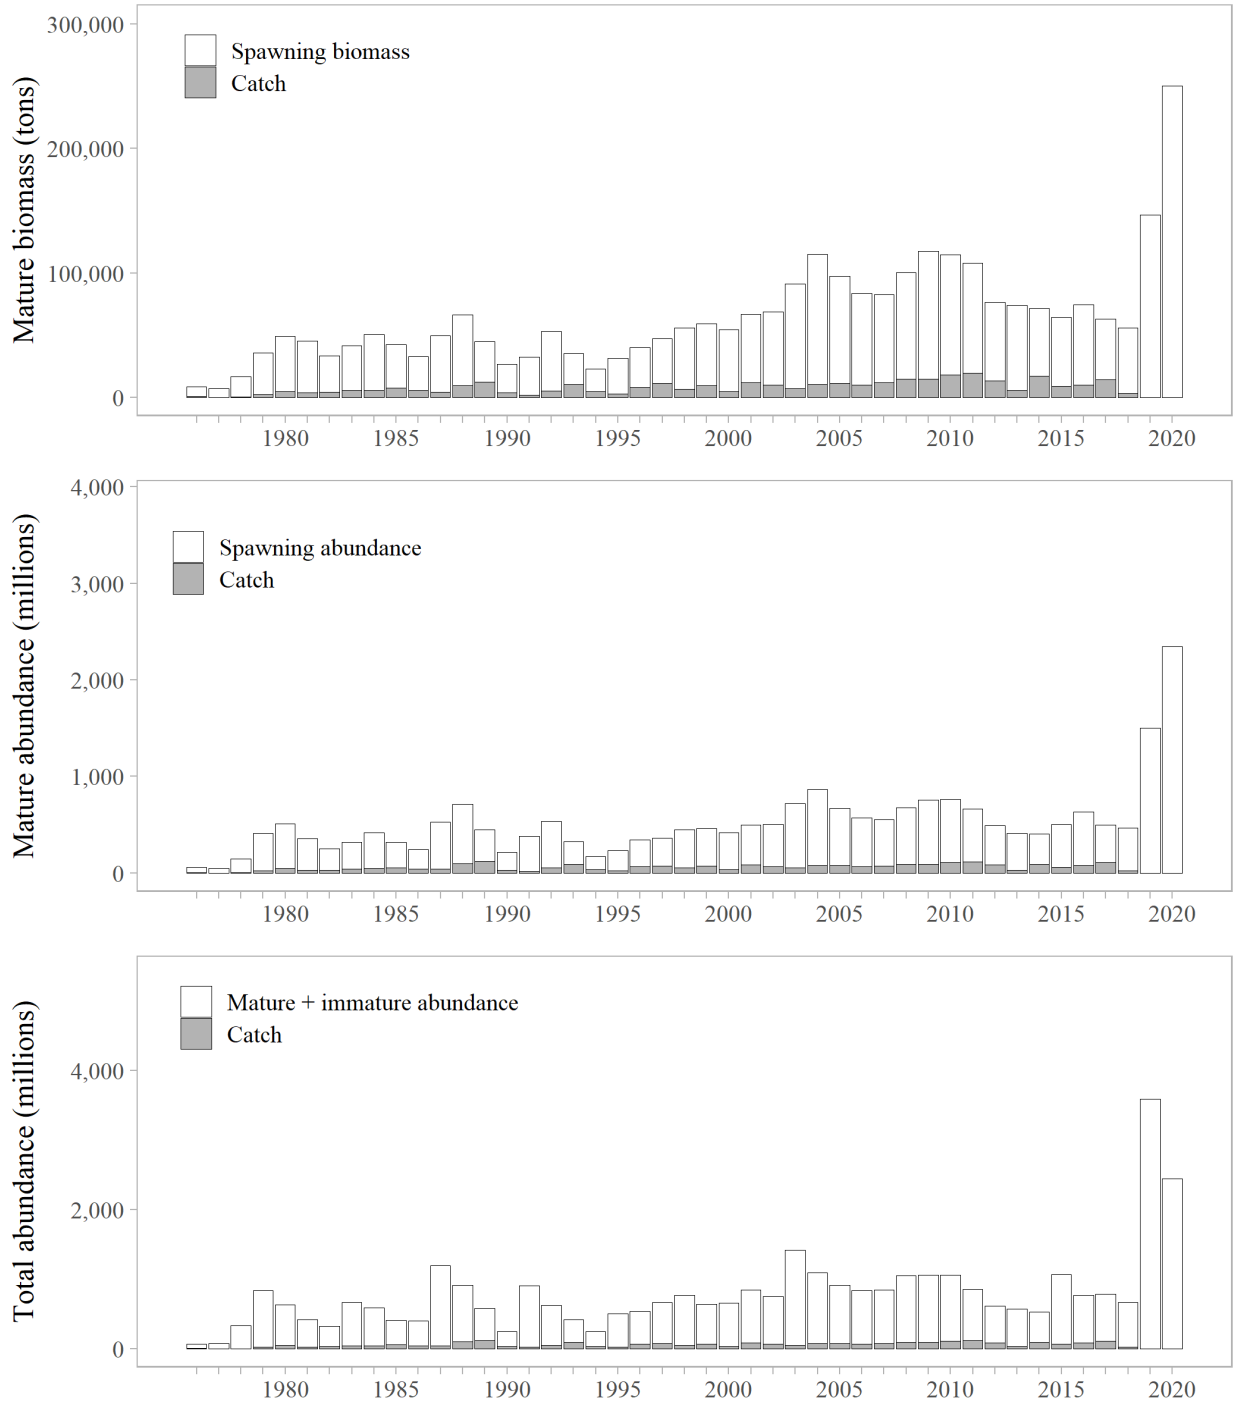 Mature biomass (tons)
300,000
200,000
100,000
0
Spawning biomass
Catch
1980 1985 1990 1995 2000 2005 2010 2015 2020
Mature abundance (millions)
4,000
3,000
2,000
1,000
0
Spawning abundance
Catch
1980 1985 1990 1995 2000 2005 2010 2015 2020
Total abundance (millions)
4,000
2,000
0
Mature + immature abundance
Catch
1980 1985 1990 1995 2000 2005 2010 2015 2020